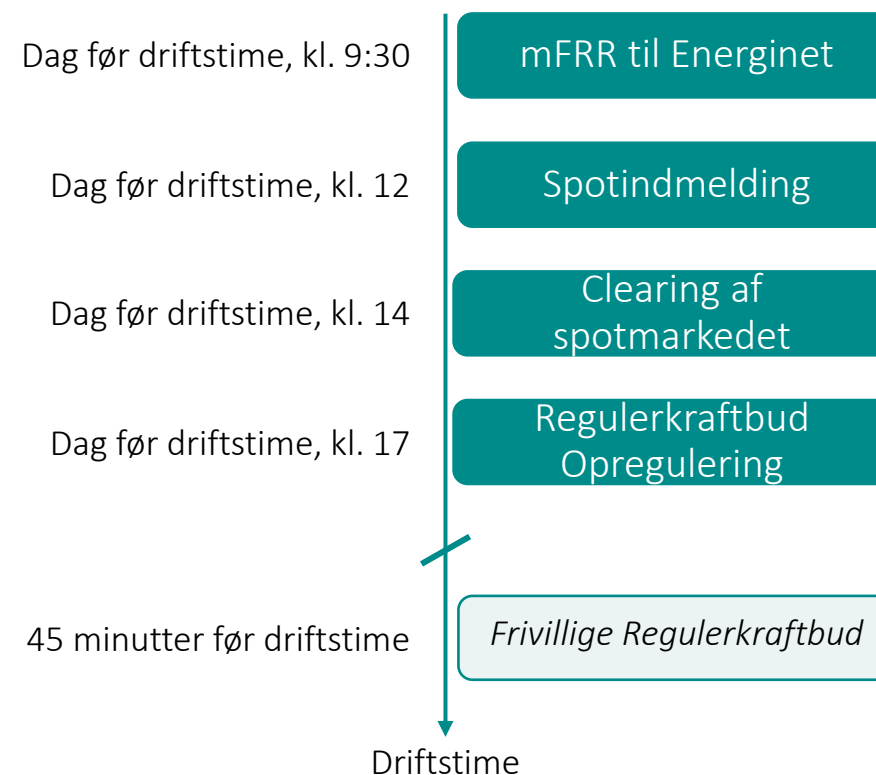 Dag før driftstime, kl. 9:30
mFRR til Energinet
Dag før driftstime, kl. 12
Spotindmelding
Dag før driftstime, kl. 14
Clearing af
spotmarkedet
Dag før driftstime, kl. 17
Regulerkraftbud
Opregulering
45 minutter før driftstime
Frivillige Regulerkraftbud
Driftstime